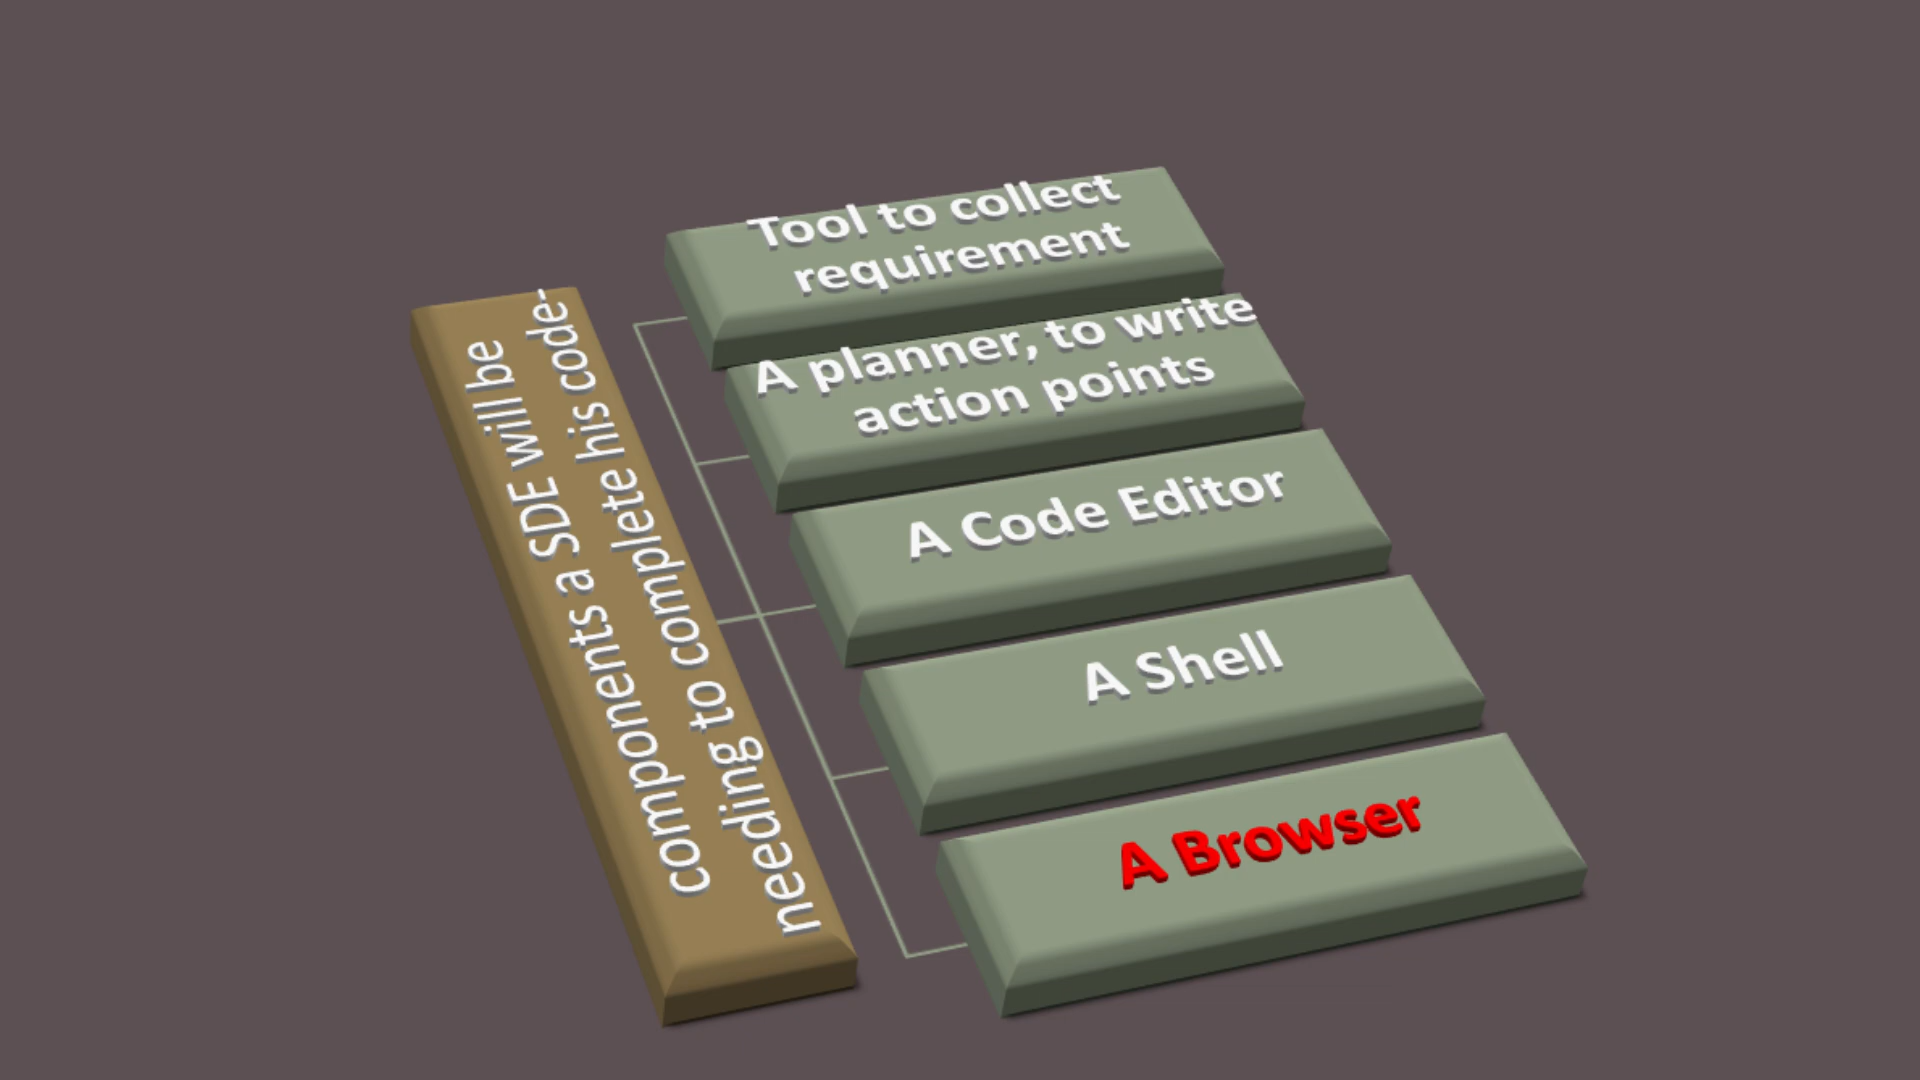 components a SDE will be
needing to complete his code-
Tool to collect
requirement
A planner, to write
action points
A Code Editor
A Shell
A Browser